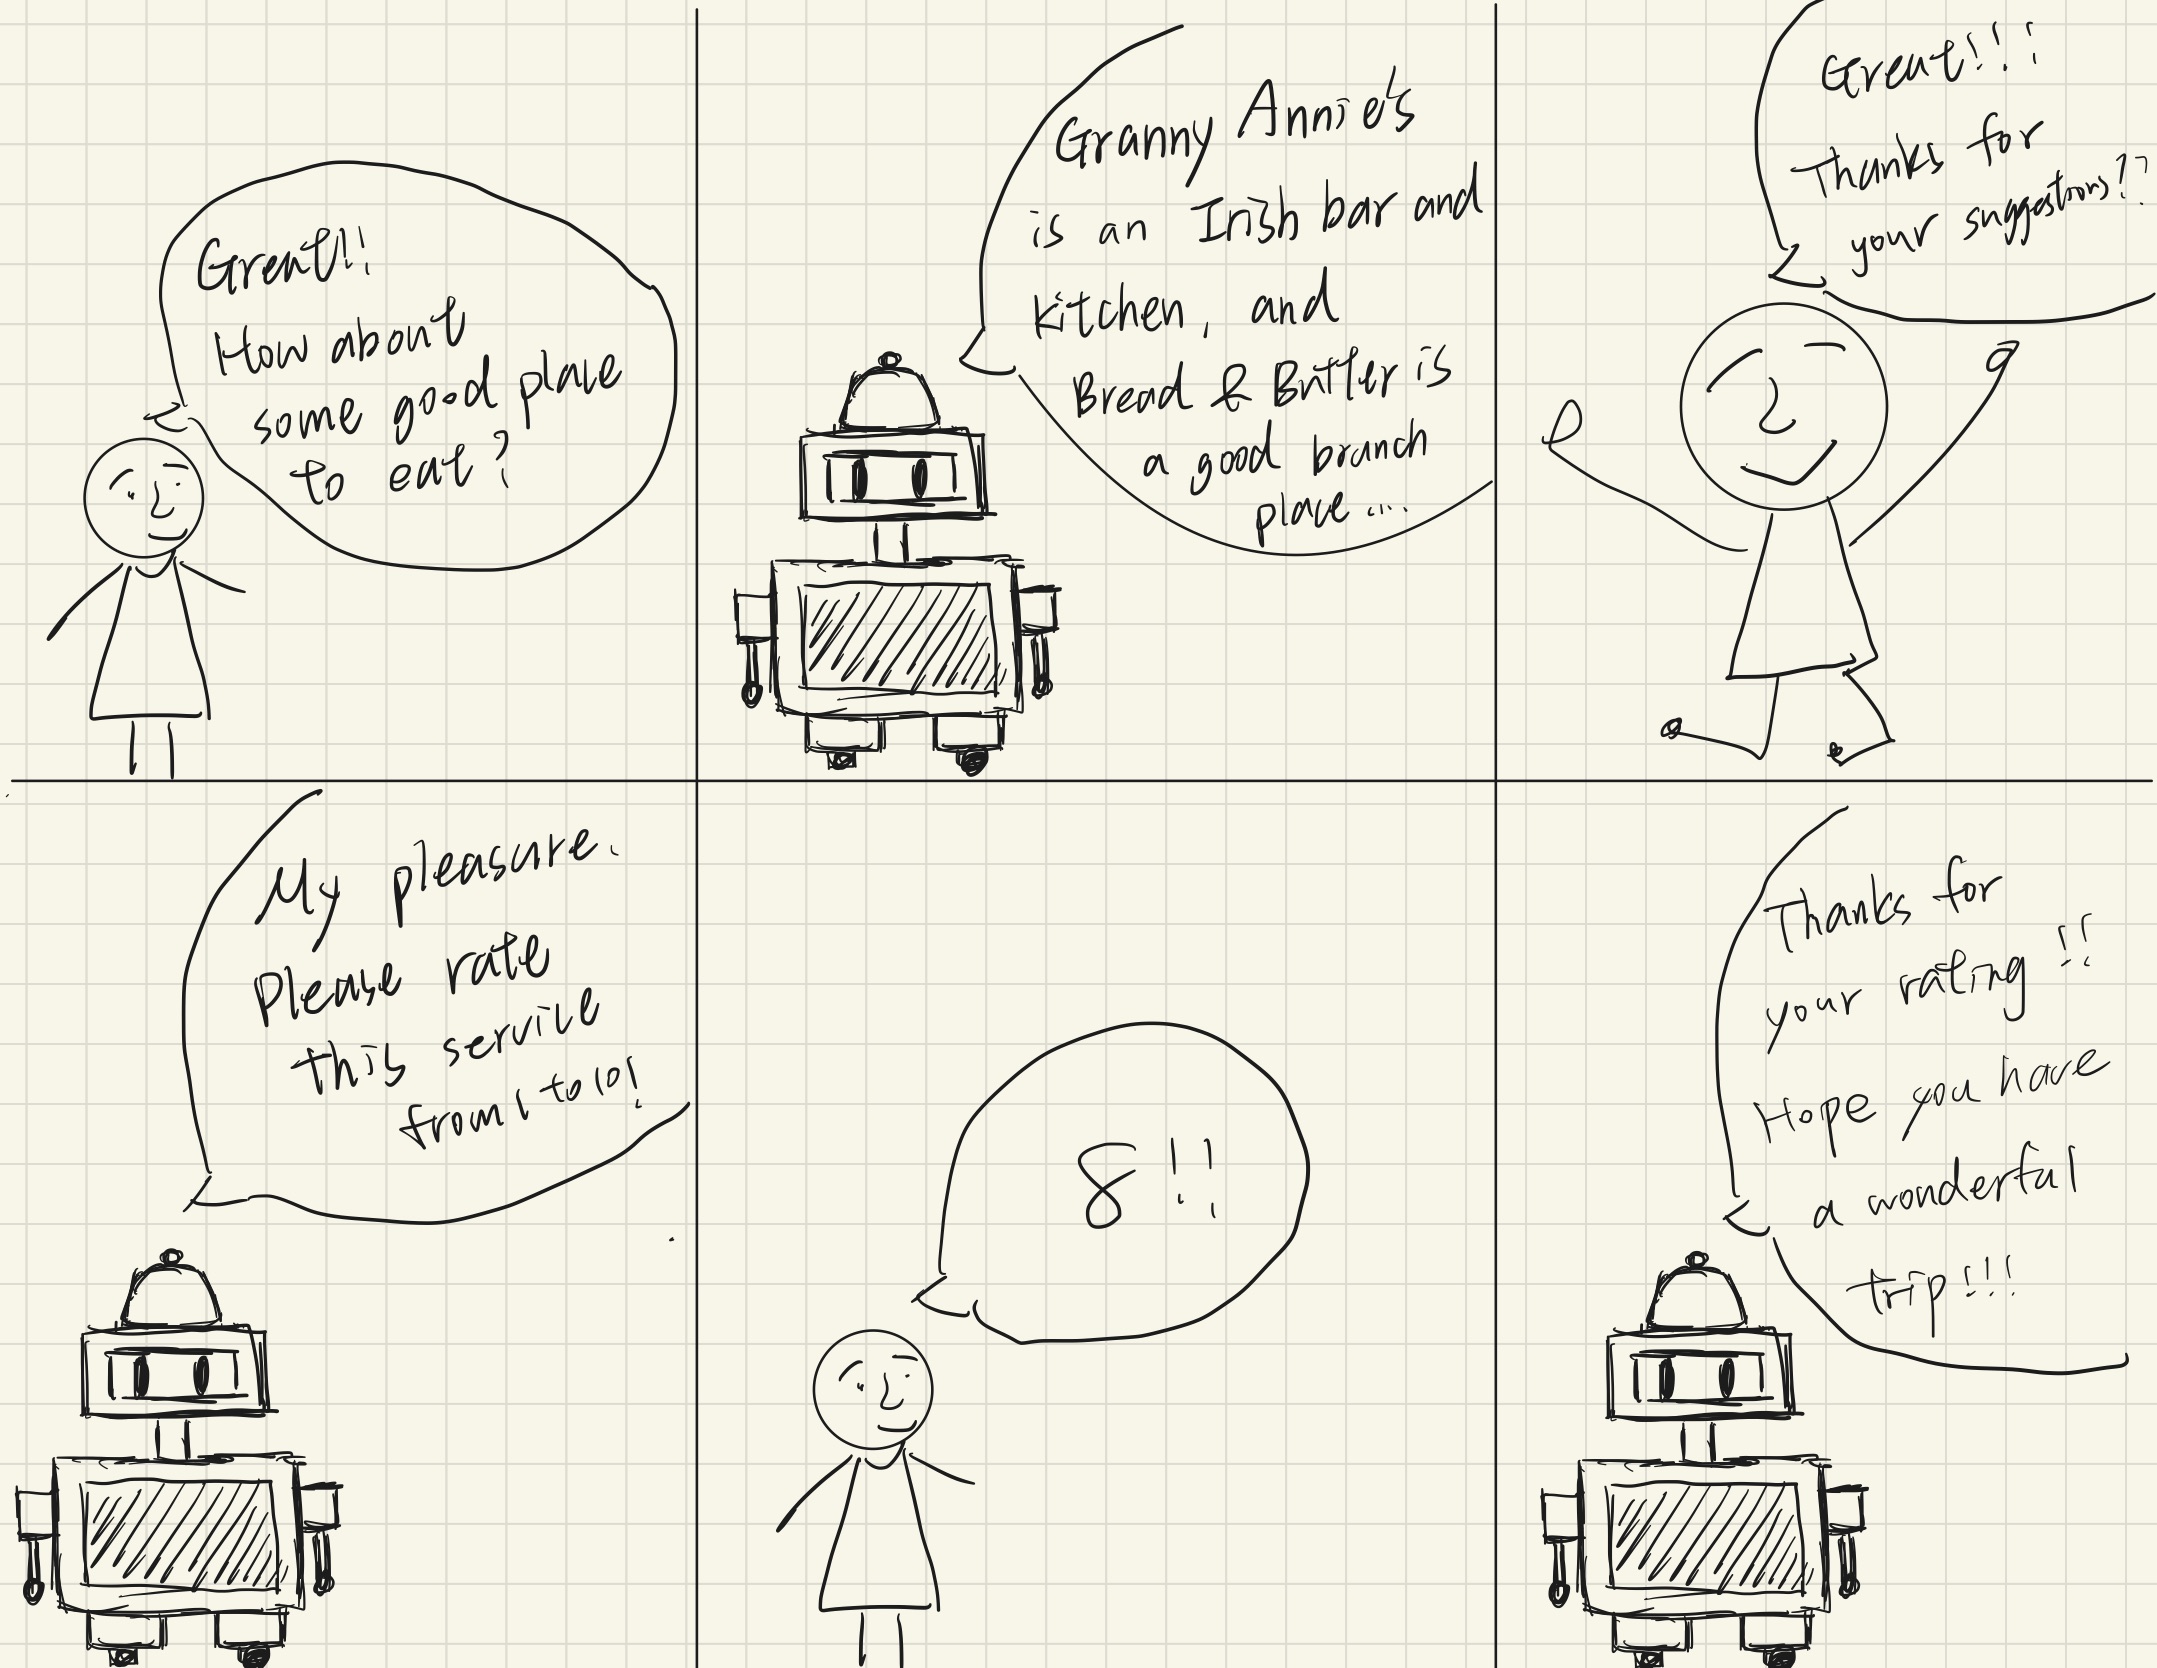 Great!!
How about
some good place
to eat?
Granny Annie's
is an Irish bar and
kitchen, and
Bread & Butter is
a good branch
place...
Great!!!
Thanks for
your suggestions??
My pleasure.
Please rate
this service
from 1 to 10!
8!!
Thanks for
your rating!!
Hope you have
a wonderful
trip!!!